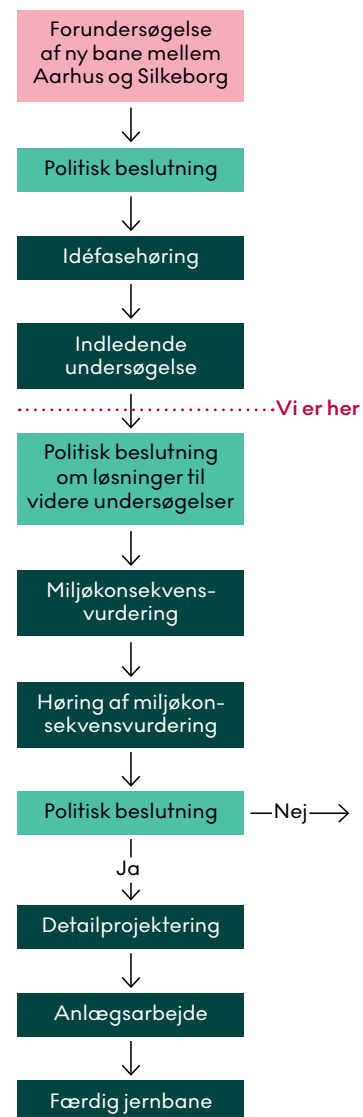 Forundersøgelse
af ny bane mellem
Aarhus og Silkeborg
Politisk beslutning
Idéfasehøring
Indledende
undersøgelse
Vi er her
Politisk beslutning
om løsninger til
videre undersøgelser
Miljøkonsekvens-
vurdering
Høring af miljøkon-
sekvensvurdering
Politisk beslutning
Nej
Ja
Detailprojektering
Anlægsarbejde
Færdig jernbane